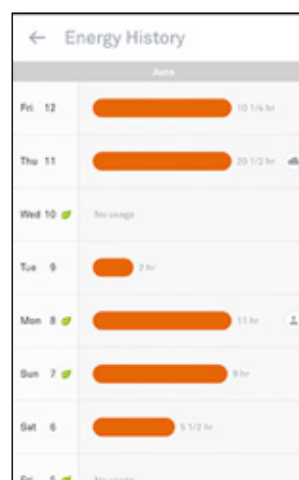 Energy History
June
Fri 12 10 1/4 hr
Thu 11 20 1/2 hr
Wed 10 No usage
Tue 9 2 hr
Mon 8 11 hr
Sun 7 9 hr
Sat 6 5 1/2 hr
Fri 5 No usage